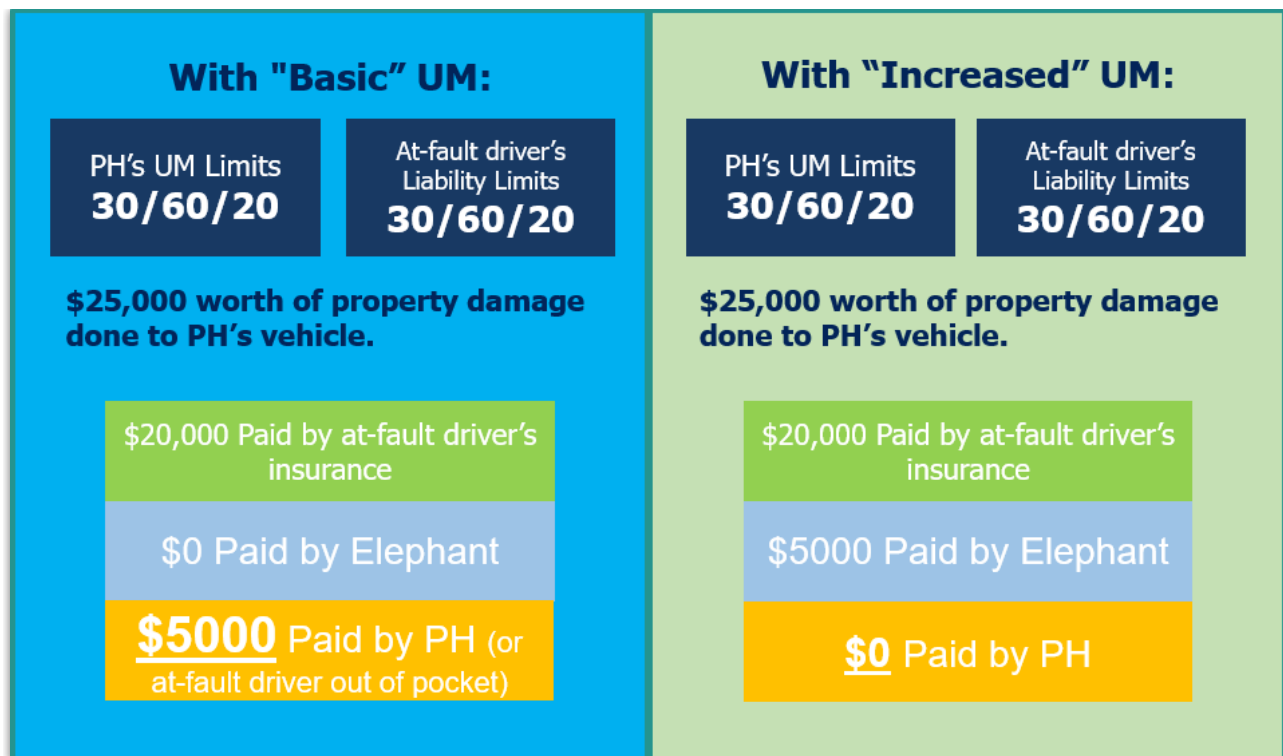 With "Basic” UM:
PH’s UM Limits
30/60/20
At-fault driver’s
Liability Limits
30/60/20
$25,000 worth of property damage
done to PH’s vehicle.
$20,000 Paid by at-fault driver’s
insurance
$0 Paid by Elephant
$5000 Paid by PH (or
at-fault driver out of pocket)
With “Increased” UM:
PH’s UM Limits
30/60/20
At-fault driver’s
Liability Limits
30/60/20
$25,000 worth of property damage
done to PH’s vehicle.
$20,000 Paid by at-fault driver’s
insurance
$5000 Paid by Elephant
$0 Paid by PH